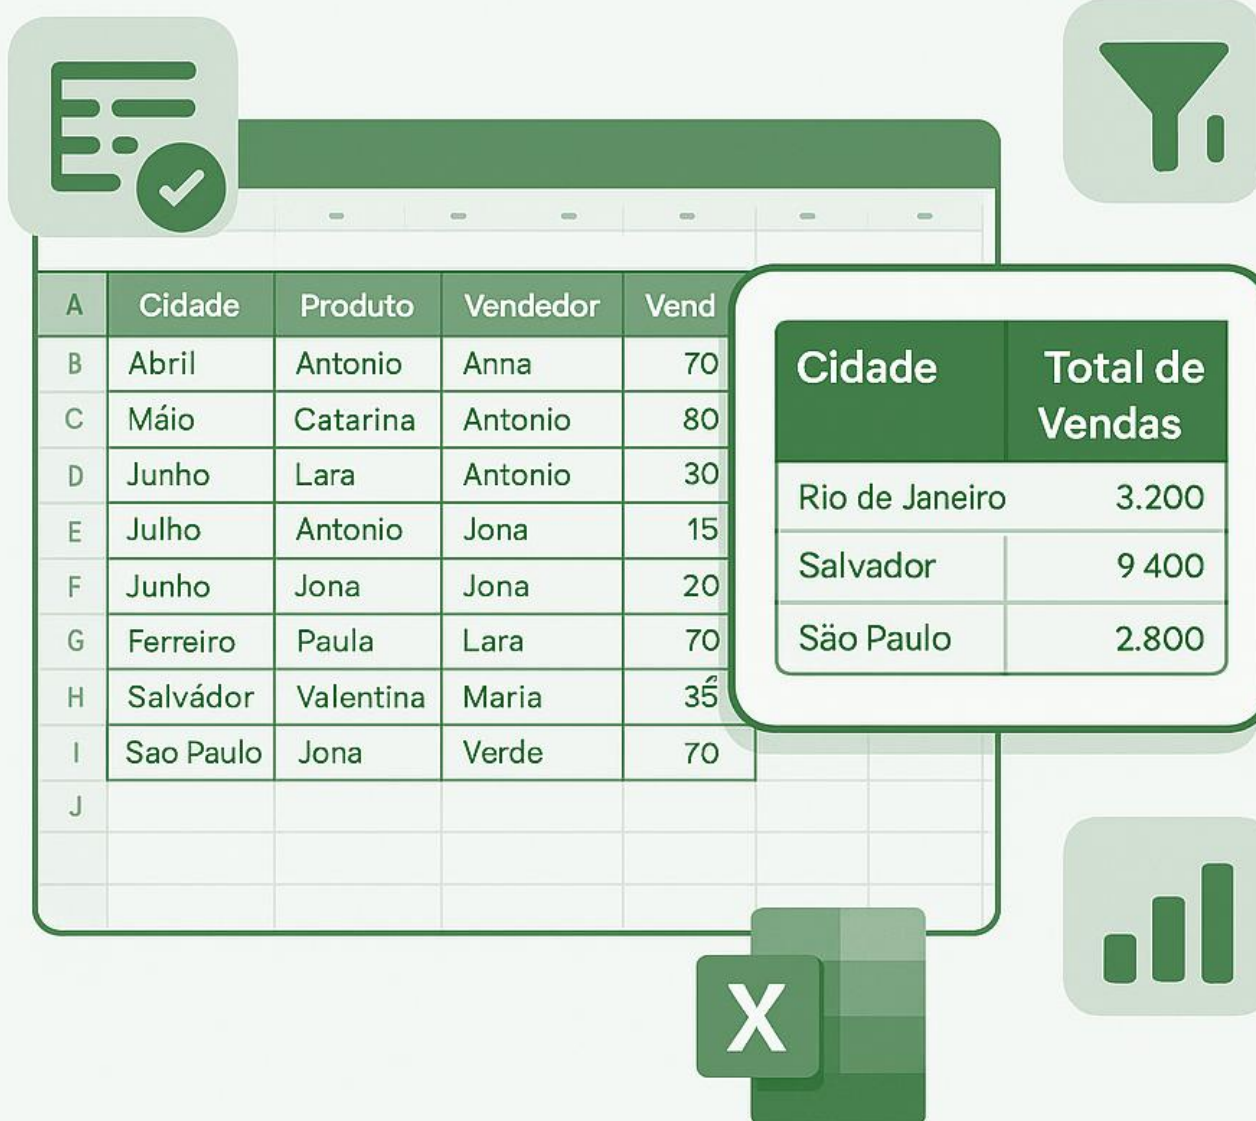 A Cidade Produto Vendedor Vend
B Abril Antonio Anna 70
C Máio Catarina Antonio 80
D Junho Lara Antonio 30
E Julho Antonio Jona 15
F Junho Jona Jona 20
G Ferreiro Paula Lara 70
H Salvádor Valentina Maria 35
I Sao Paulo Jona Verde 70
J
Cidade Total de
Vendas
Rio de Janeiro 3.200
Salvador 9 400
Säo Paulo 2.800
X